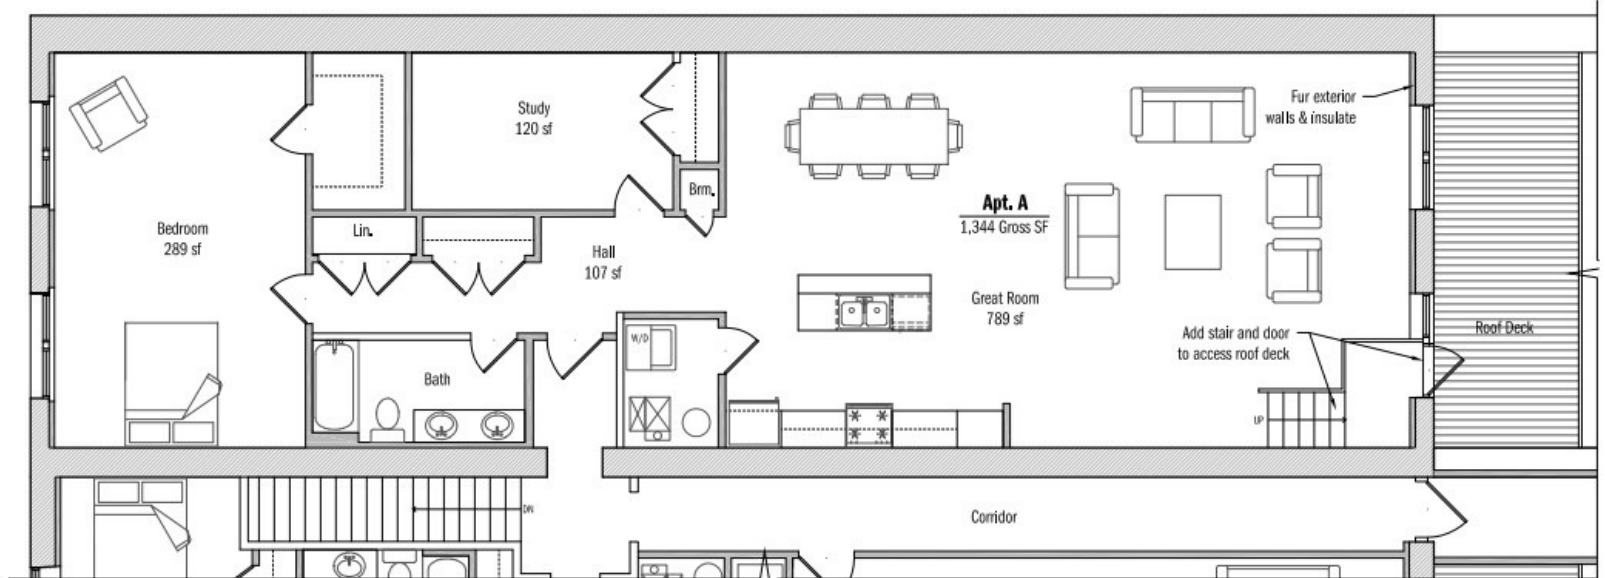 Study
120 sf
Fur exterior
walls & insulate
Brm.
Apt. A
1,344 Gross SF
Lin.
Bedroom
289 sf
Hall
107 sf
Great Room
789 sf
Roof Deck
Add stair and door
to access roof deck
W/D
Bath
UP
DN
Corridor